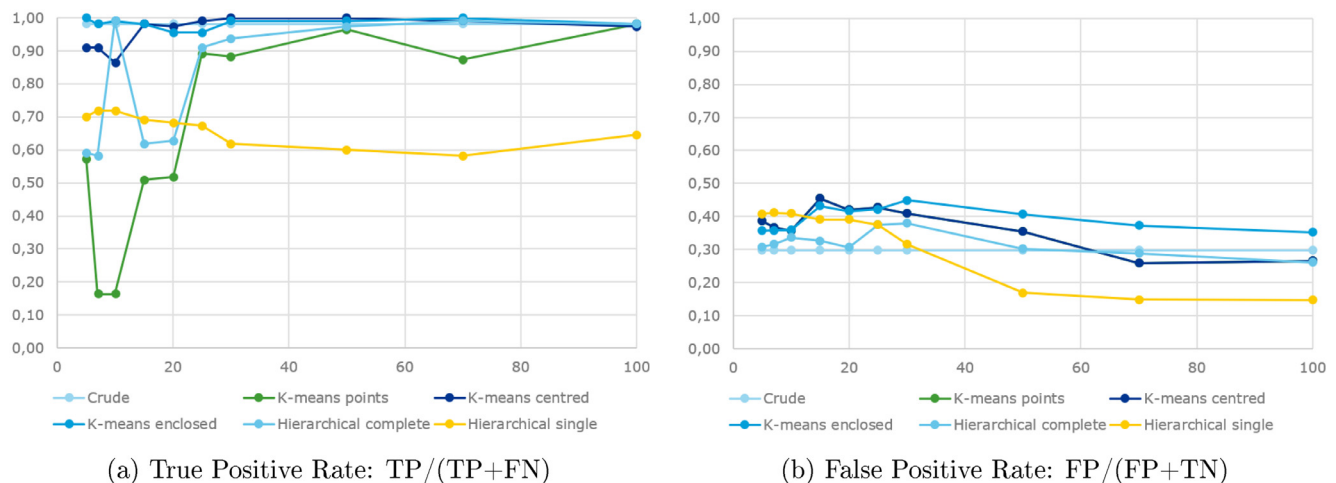 1,00
0,90
0,80
0,70
0,60
0,50
0,40
0,30
0,20
0,10
0,00
0 20 40 60 80 100
Crude K-means points K-means centred
K-means enclosed Hierarchical complete Hierarchical single
(a) True Positive Rate: TP/(TP+FN)
1,00
0,90
0,80
0,70
0,60
0,50
0,40
0,30
0,20
0,10
0,00
0 20 40 60 80 100
Crude K-means points K-means centred
K-means enclosed Hierarchical complete Hierarchical single
(b) False Positive Rate: FP/(FP+TN)